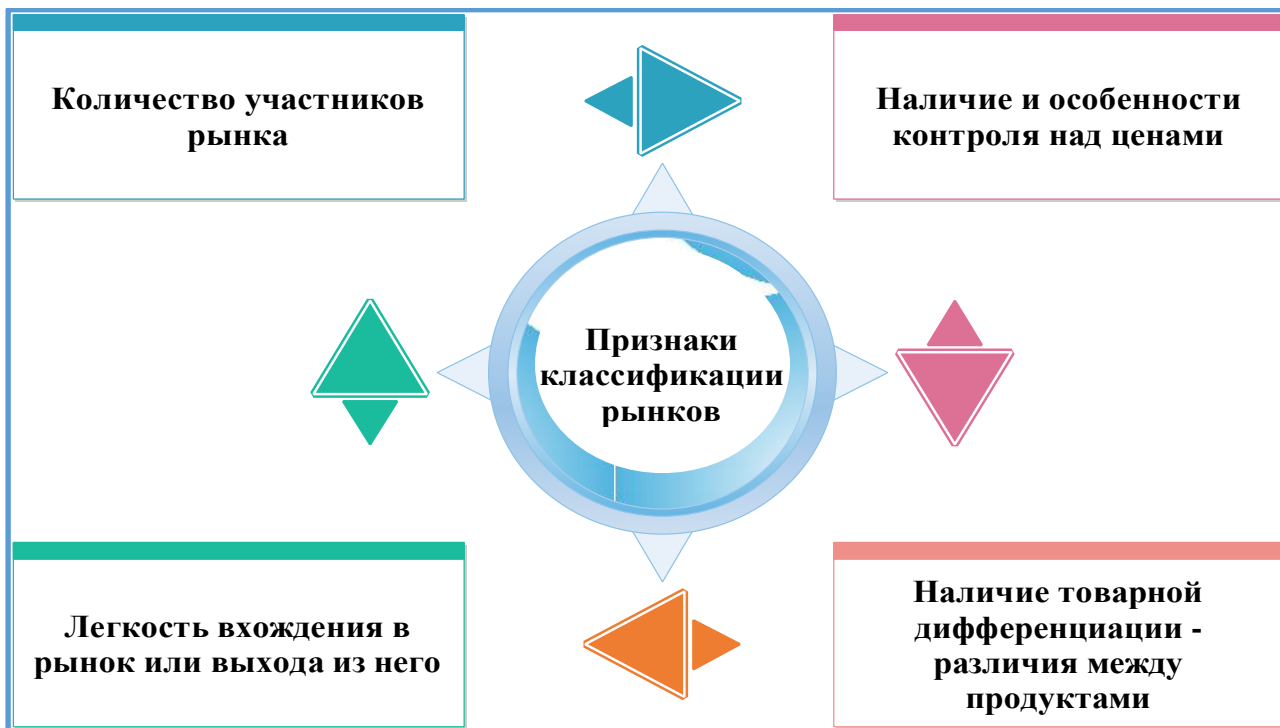 Количество участников
рынка
Наличие и особенности
контроля над ценами
Признаки
классификации
рынков
Легкость вхождения в
рынок или выхода из него
Наличие товарной
дифференциации -
различия между
продуктами